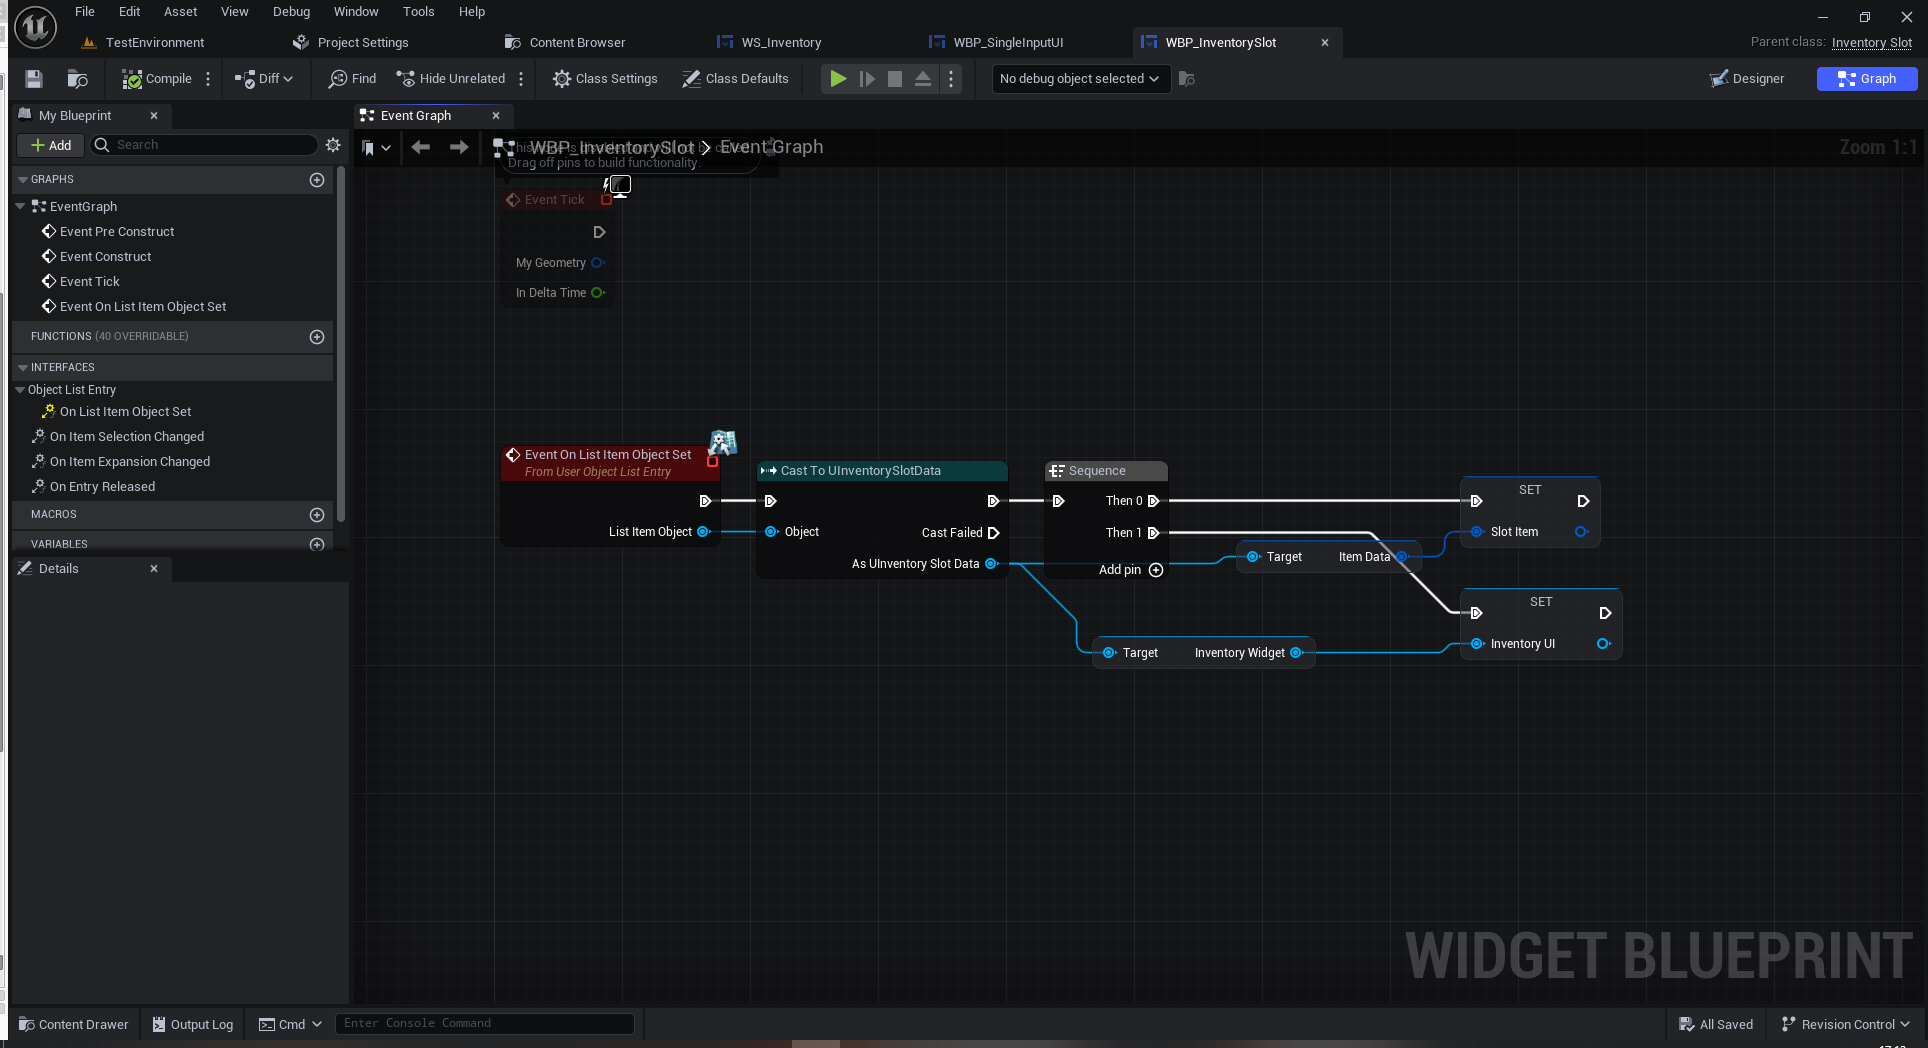 File Edit Asset View Debug Window Tools Help
TestEnvironment Project Settings Content Browser WS_Inventory WBP_SingleInputUI WBP_InventorySlot
Parent class: Inventory Slot
Compile Diff Find Hide Unrelated Class Settings Class Defaults No debug object selected Designer Graph
My Blueprint
Event Graph
Add Search
WBP_InventorySlot > Event Graph
Zoom 1:1
Drag off pins to build functionality.
GRAPHS
EventGraph
Event Pre Construct
Event Construct
Event Tick
Event On List Item Object Set
FUNCTIONS (40 OVERRIDABLE)
INTERFACES
Object List Entry
On List Item Object Set
On Item Selection Changed
On Item Expansion Changed
On Entry Released
MACROS
VARIABLES
Details
Event Tick
My Geometry
In Delta Time
Event On List Item Object Set
From User Object List Entry
List Item Object
Cast To UInventorySlotData
Object
Cast Failed
As UInventory Slot Data
Sequence
Then 0
Then 1
Add pin
Target Item Data
SET
Slot Item
Target Inventory Widget
SET
Inventory UI
WIDGET BLUEPRINT
Content Drawer Output Log Cmd Enter Console Command All Saved Revision Control